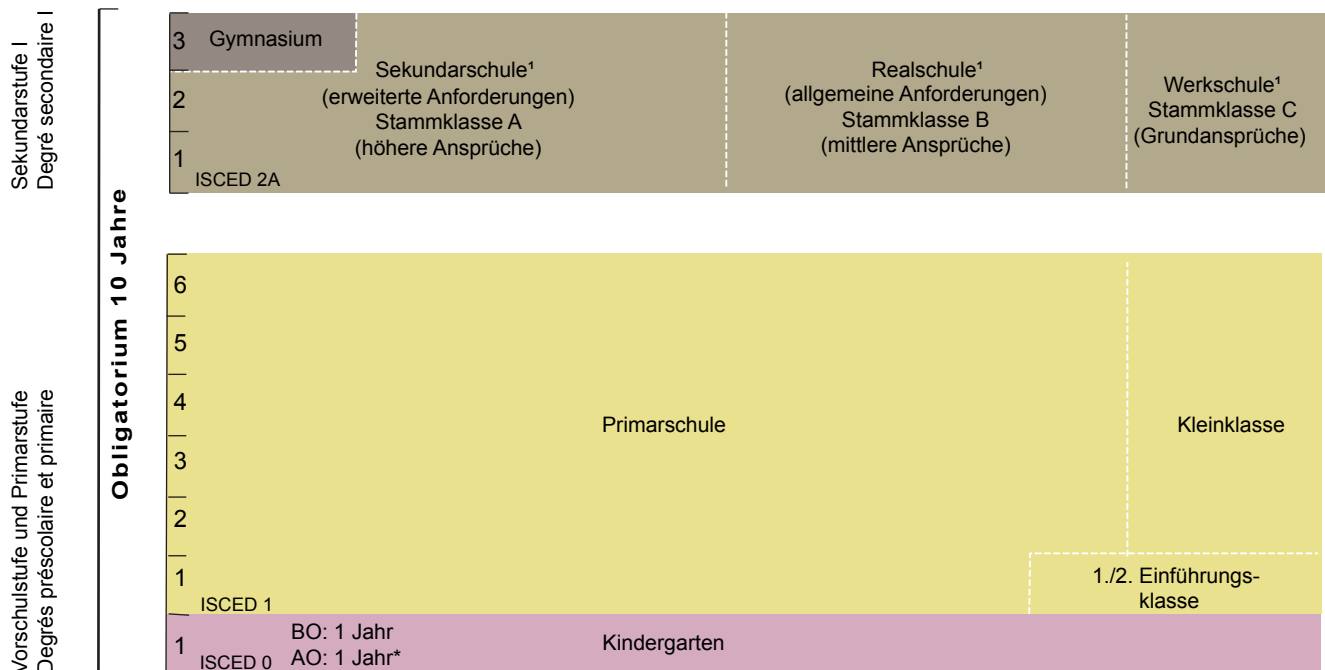 Sekundarstufe I
Degré secondaire I
Vorschulstufe und Primarstufe
Degrés préscolaire et primaire
Obligatorium 10 Jahre
3
Gymnasium
2
1
ISCED 2A
Sekundarschule¹
(erweiterte Anforderungen)
Stammklasse A
(höhere Ansprüche)
Realschule¹
(allgemeine Anforderungen)
Stammklasse B
(mittlere Ansprüche)
Werkschule¹
Stammklasse C
(Grundansprüche)
6
5
4
3
2
1
ISCED 1
Primarschule
Kleinklasse
1./2. Einführungs-
klasse
1
ISCED 0
BO: 1 Jahr
AO: 1 Jahr*
Kindergarten